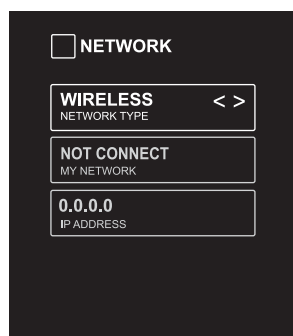 NETWORK
WIRELESS < >
NETWORK TYPE
NOT CONNECT
MY NETWORK
0.0.0.0
IP ADDRESS